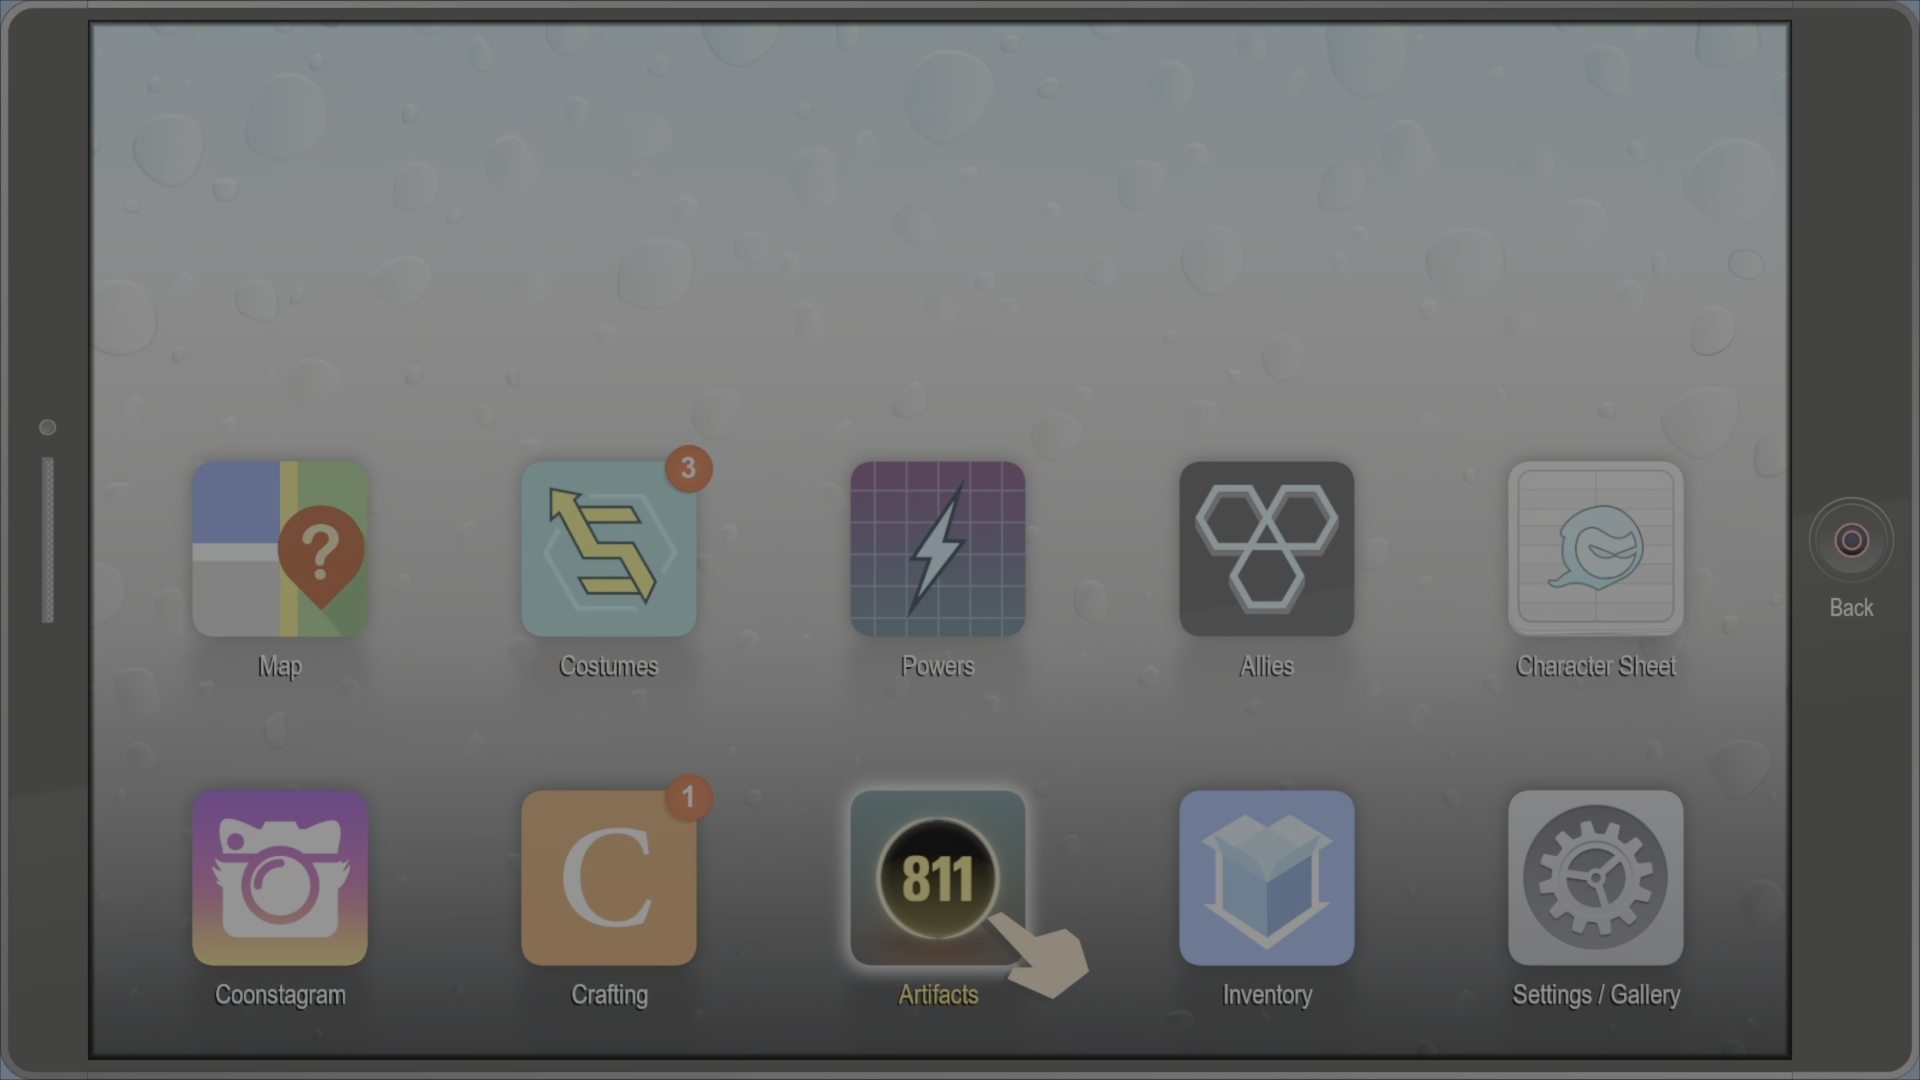 3
?
Map
Costumes
Powers
Allies
Character Sheet
Back
1
C
811
Coonstagram
Crafting
Artifacts
Inventory
Settings / Gallery